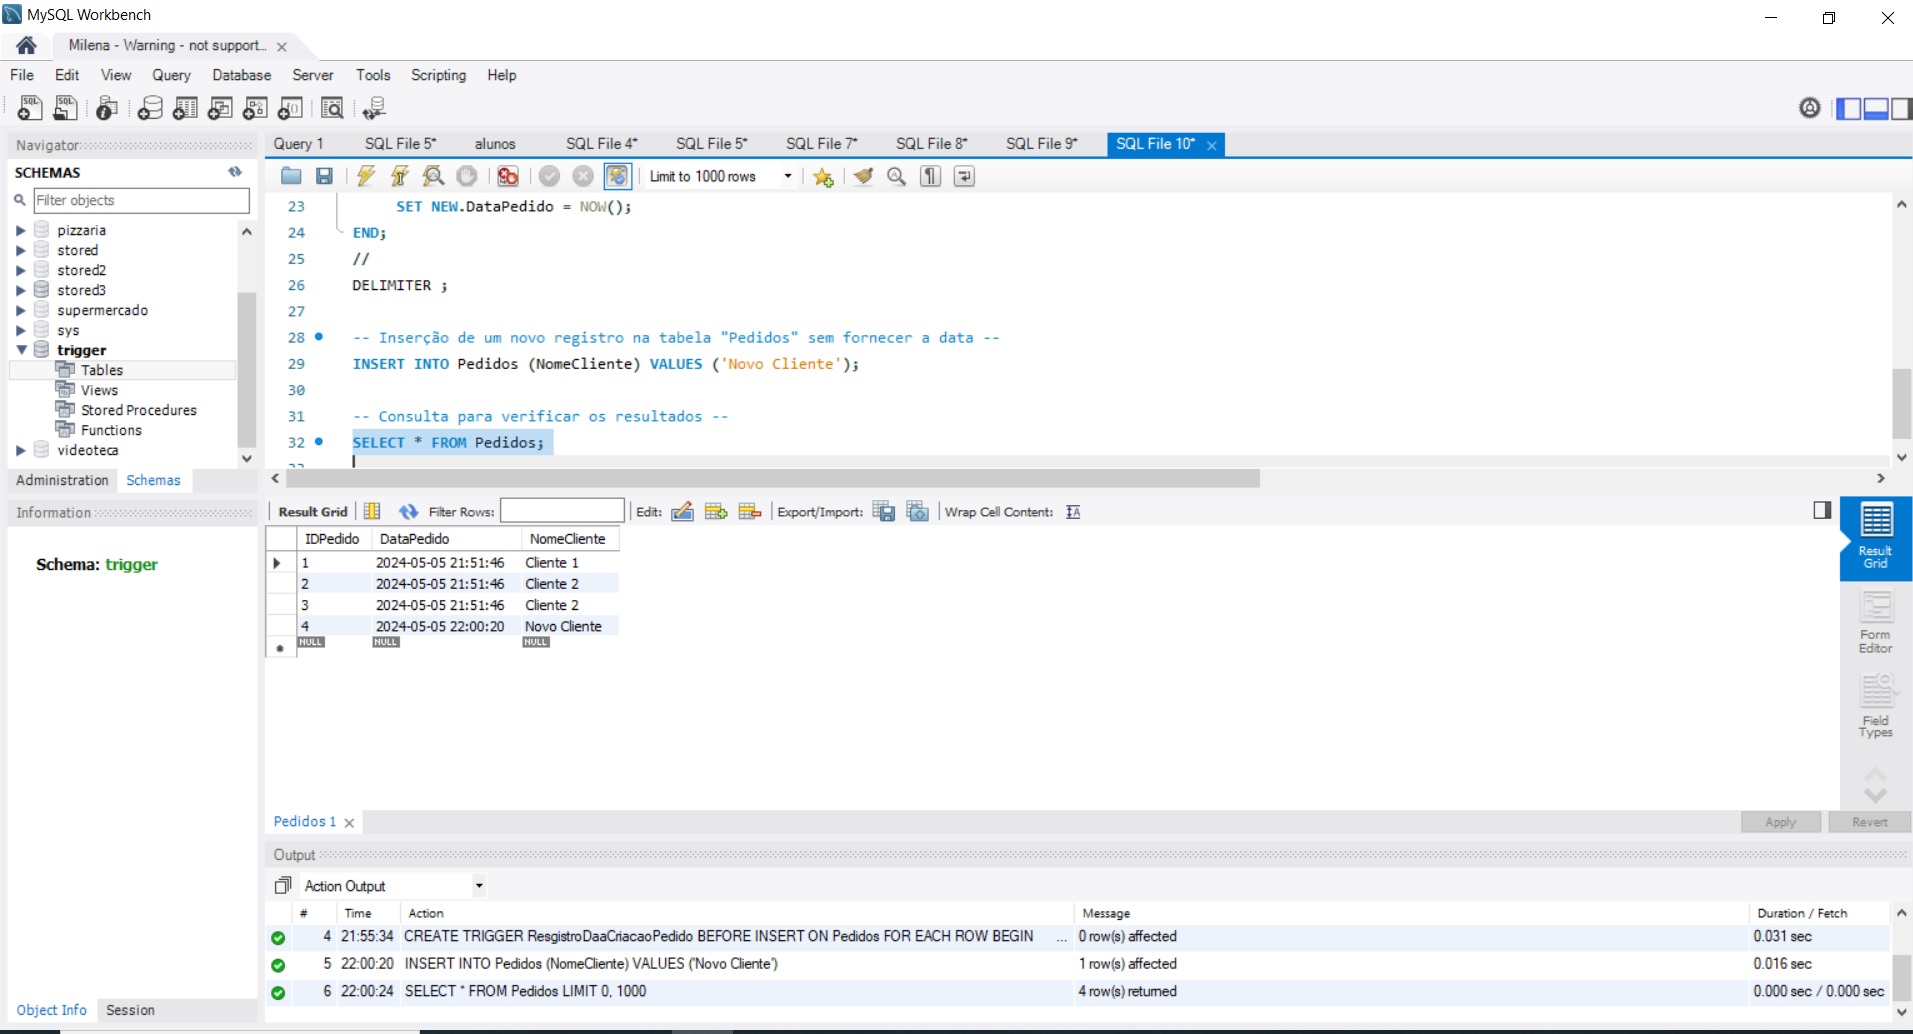 MySQL Workbench
Milena - Warning - not support...
File Edit View Query Database Server Tools Scripting Help
Navigator
SCHEMAS
Filter objects
pizzaria
stored
stored2
stored3
supermercado
sys
trigger
Tables
Views
Stored Procedures
Functions
videoteca
Administration Schemas
Information
Schema: trigger
Object Info Session
Query 1 SQL File 5* alunos SQL File 4* SQL File 5* SQL File 7* SQL File 8* SQL File 9* SQL File 10*
Limit to 1000 rows
23 SET NEW.DataPedido = NOW();
24 END;
25 //
26 DELIMITER ;
27
28 -- Inserção de um novo registro na tabela "Pedidos" sem fornecer a data --
29 INSERT INTO Pedidos (NomeCliente) VALUES ('Novo Cliente');
30
31 -- Consulta para verificar os resultados --
32 SELECT * FROM Pedidos;
33
Result Grid Filter Rows: Edit: Export/Import: Wrap Cell Content:
IDPedido DataPedido NomeCliente
1 2024-05-05 21:51:46 Cliente 1
2 2024-05-05 21:51:46 Cliente 2
3 2024-05-05 21:51:46 Cliente 2
4 2024-05-05 22:00:20 Novo Cliente
NULL NULL NULL
Result
Grid
Form
Editor
Field
Types
Pedidos 1
Apply Revert
Output
Action Output
# Time Action Message Duration / Fetch
4 21:55:34 CREATE TRIGGER ResgistroDaaCriacaoPedido BEFORE INSERT ON Pedidos FOR EACH ROW BEGIN ... 0 row(s) affected 0.031 sec
5 22:00:20 INSERT INTO Pedidos (NomeCliente) VALUES ('Novo Cliente') 1 row(s) affected 0.016 sec
6 22:00:24 SELECT * FROM Pedidos LIMIT 0, 1000 4 row(s) returned 0.000 sec / 0.000 sec